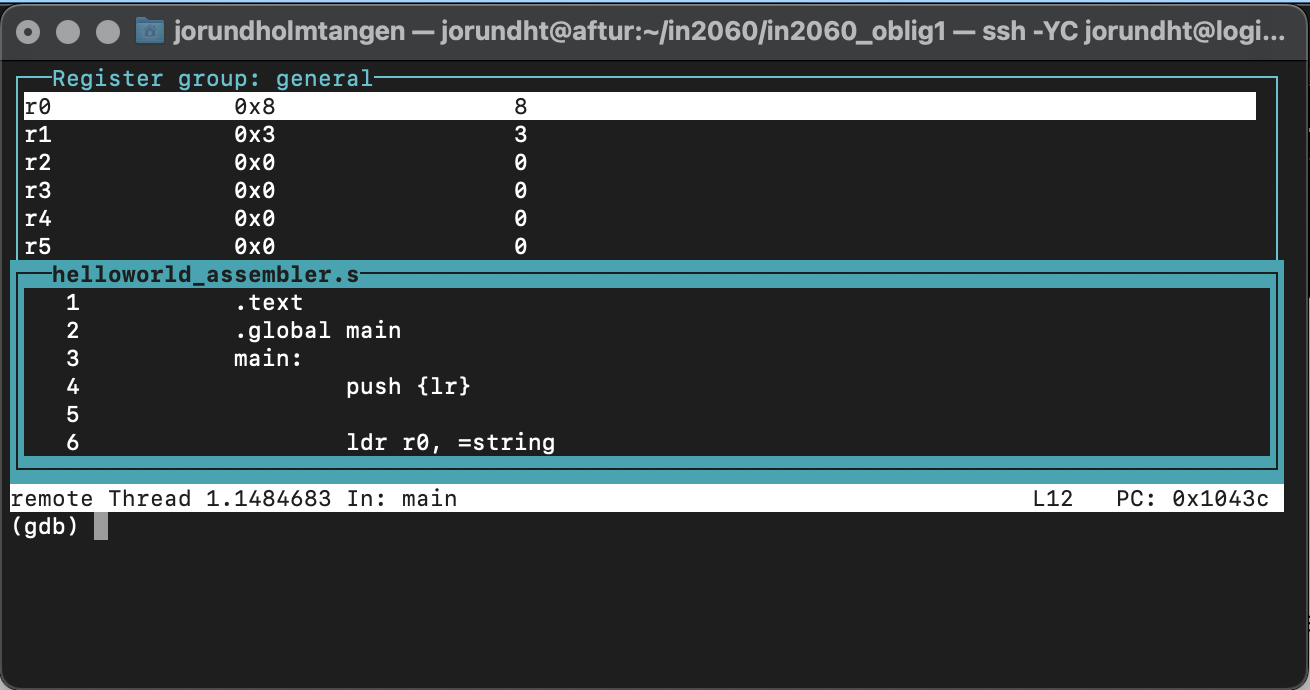 jorundholmtangen — jorundht@aftur:~/in2060/in2060_oblig1 — ssh -YC jorundht@logi...
Register group: general
r0 0x8 8
r1 0x3 3
r2 0x0 0
r3 0x0 0
r4 0x0 0
r5 0x0 0
helloworld_assembler.s
1 .text
2 .global main
3 main:
4 push {lr}
5
6 ldr r0, =string
remote Thread 1.1484683 In: main L12 PC: 0x1043c
(gdb)